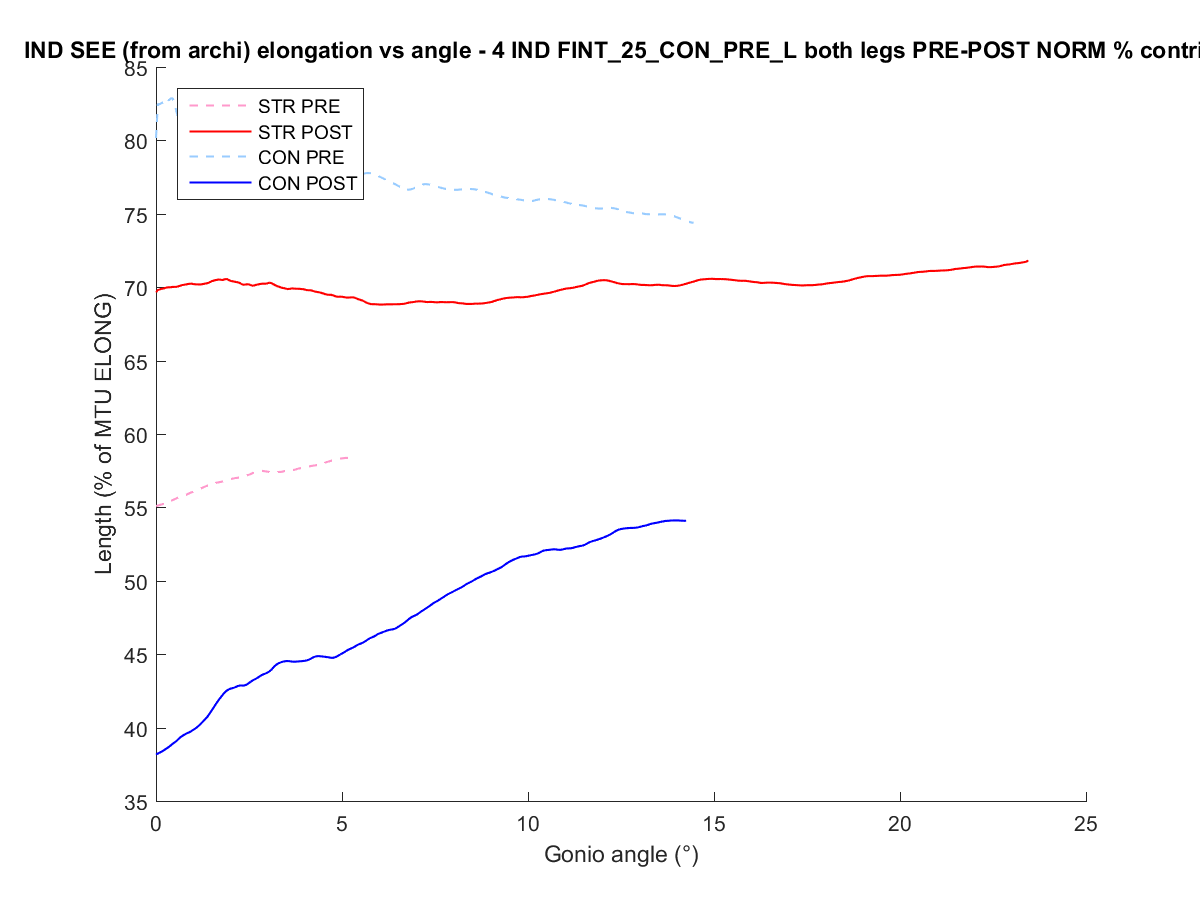 IND SEE (from archi) elongation vs angle - 4 IND FINT_25_CON_PRE_L both legs PRE-POST NORM % contri
85
80
75
70
65
60
55
50
45
40
35
Length (% of MTU ELONG)
STR PRE
STR POST
CON PRE
CON POST
0 5 10 15 20 25
Gonio angle (°)